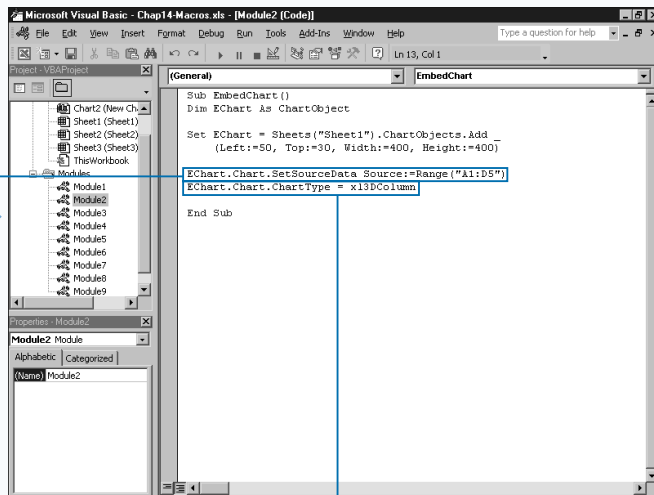 Microsoft Visual Basic - Chap14-Macros.xls - [Module2 (Code)]
File Edit View Insert Format Debug Run Tools Add-Ins Window Help
Type a question for help
Ln 13, Col 1
Project - VBAProject
(General)
EmbedChart
Chart2 (New Ch
Sheet1 (Sheet1)
Sheet2 (Sheet2)
Sheet3 (Sheet3)
ThisWorkbook
Modules
Module1
Module2
Module3
Module4
Module5
Module6
Module7
Module8
Module9
Properties - Module2
Module2 Module
Alphabetic Categorized
(Name) Module2
Sub EmbedChart()
Dim EChart As ChartObject
Set EChart = Sheets("Sheet1").ChartObjects.Add _
(Left:=50, Top:=30, Width:=400, Height:=400)
EChart.Chart.SetSourceData Source:=Range("A1:D5")
EChart.Chart.ChartType = xl3DColumn
End Sub